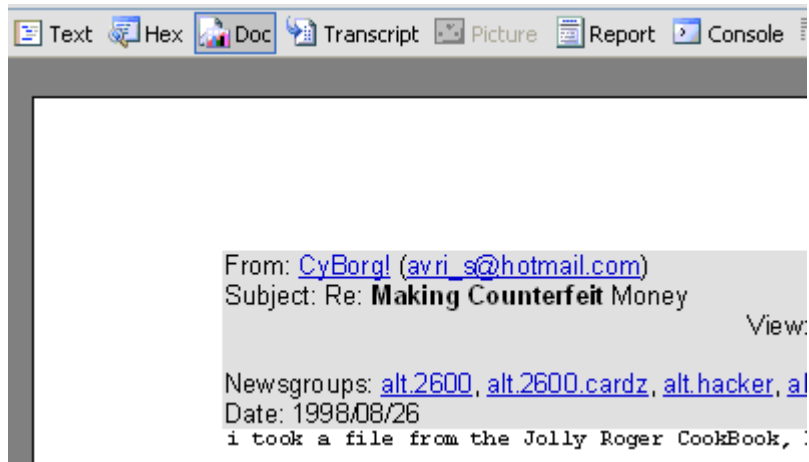 Text Hex Doc Transcript Picture Report Console
From: CyBorg! (avri_s@hotmail.com)
Subject: Re: Making Counterfeit Money
View:
Newsgroups: alt.2600, alt.2600.cardz, alt.hacker,
Date: 1998/08/26
i took a file from the Jolly Roger CookBook,